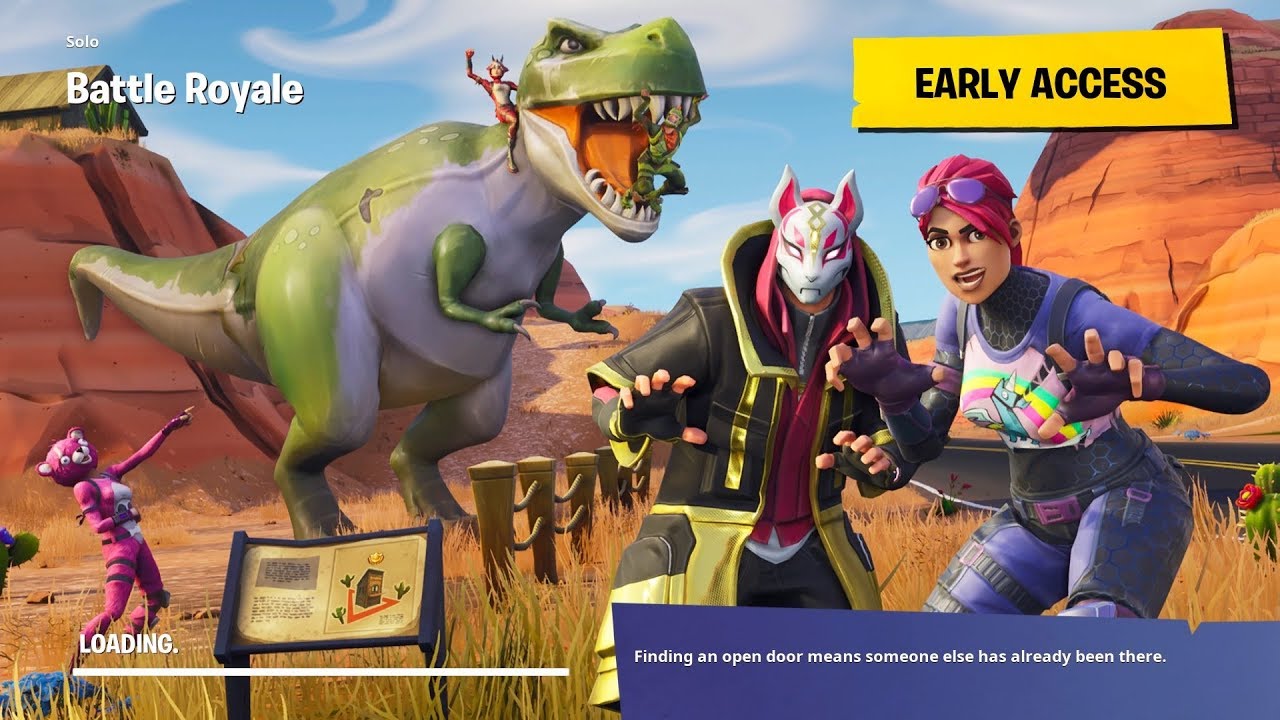 Solo
Battle Royale
EARLY ACCESS
LOADING.
Finding an open door means someone else has already been there.